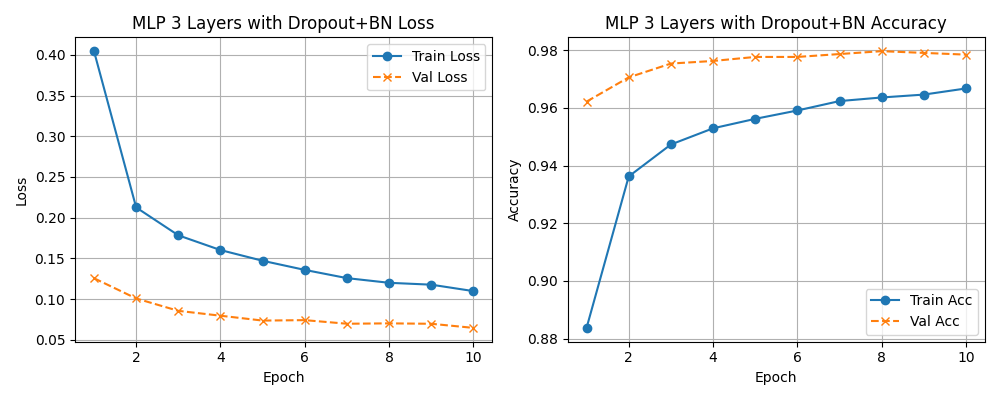 MLP 3 Layers with Dropout+BN Loss
0.40
0.35
0.30
0.25
0.20
0.15
0.10
0.05
Loss
2
4
6
8
10
Epoch
Train Loss
Val Loss
MLP 3 Layers with Dropout+BN Accuracy
0.98
0.96
0.94
0.92
0.90
0.88
Accuracy
2
4
6
8
10
Epoch
Train Acc
Val Acc